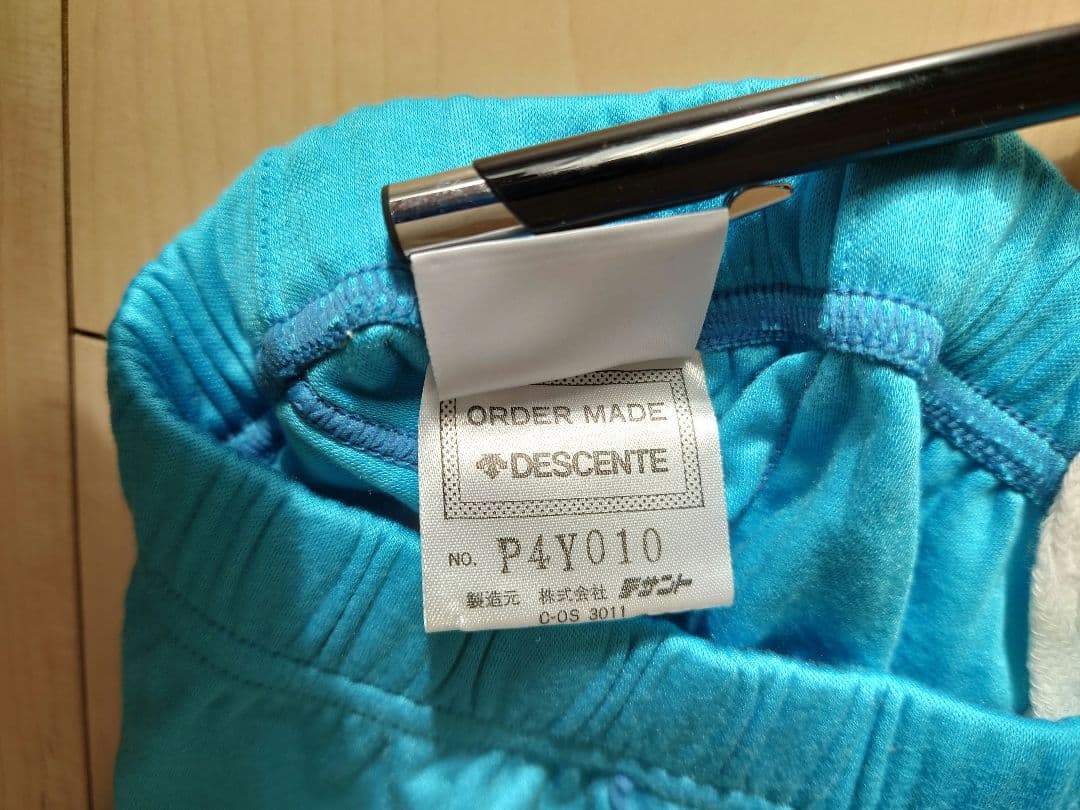 ORDER MADE
DESCENTE
NO. P4Y010
製造元 株式会社 デサント
O-OS 3011